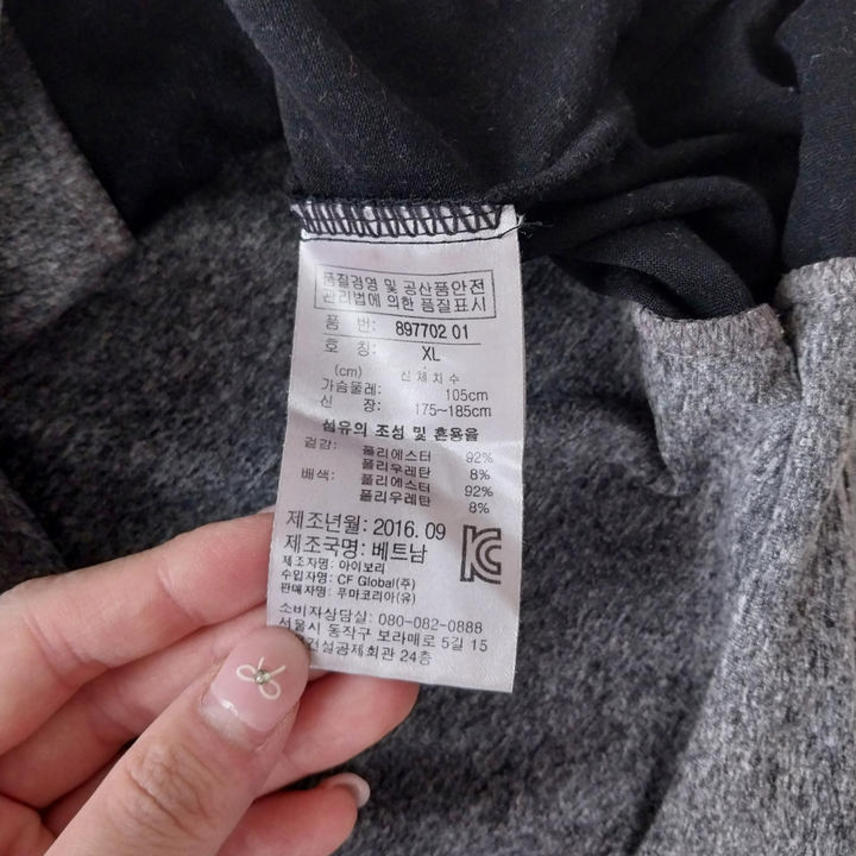 품질경영 및 공산품안전
관리법에 의한 품질표시
품 번: 897702 01
호 칭: XL
(cm) 신체치수
가슴둘레: 105cm
신 장: 175~185cm
섬유의 조성 및 혼용율
겉감: 폴리에스터 92%
폴리우레탄 8%
배색: 폴리에스터 92%
폴리우레탄 8%
제조년월: 2016. 09
제조국명: 베트남
제조자명: 아이보리
수입자명: CF Global(주)
판매자명: 푸마코리아(유)
KC
소비자상담실: 080-082-0888
서울시 동작구 보라매로 5길 15
24층